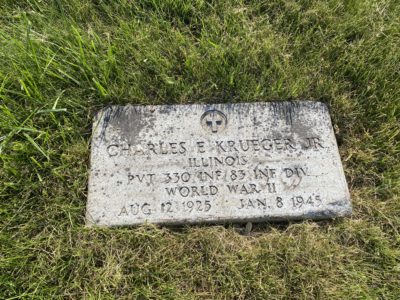 CHARLES E KRUEGER JR
ILLINOIS
PVT 330 INF 83 INF DIV
WORLD WAR II
AUG 12 1925 JAN 8 1945